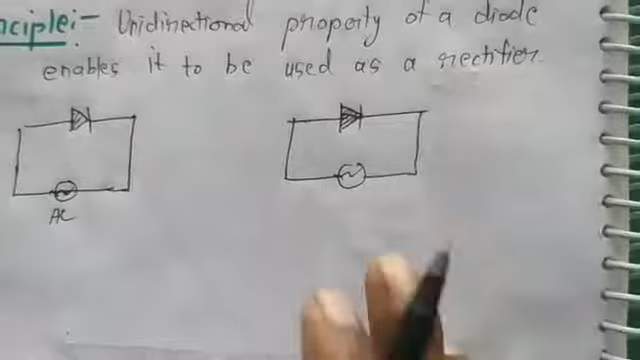 nciple:- Unidirectional property of a diode
enables it to be used as a rectifier.
AC